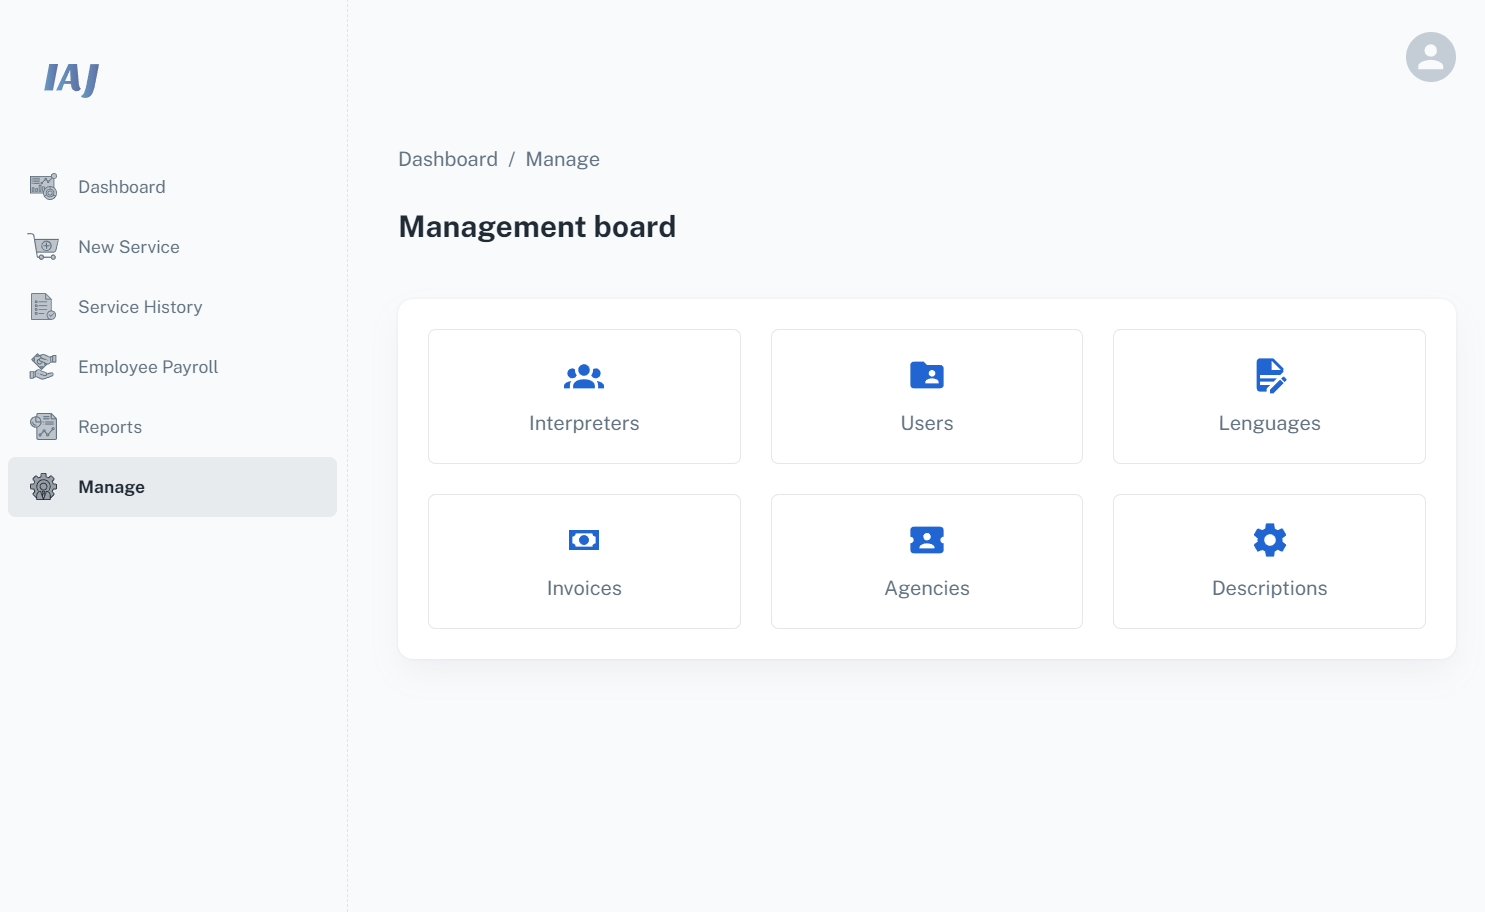 IAJ
Dashboard
New Service
Service History
Employee Payroll
Reports
Manage
Dashboard / Manage
Management board
Interpreters
Users
Lenguages
Invoices
Agencies
Descriptions